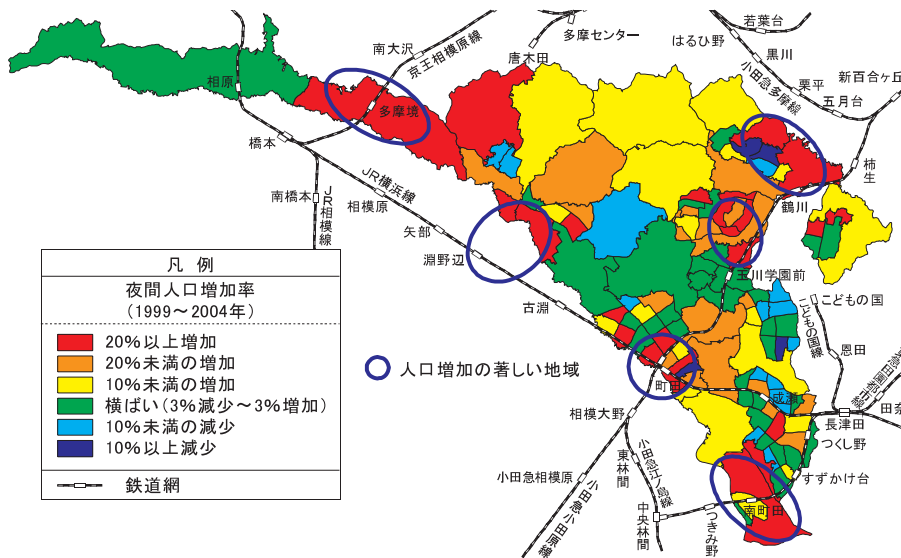 若葉台
多摩センター
はるひ野
黒川
南大沢
京王相模原線
唐木田
小田急多摩線
栗平
新百合ヶ丘
五月台
相原
多摩境
橋本
柿生
南橋本
JR相模線
JR横浜線
相模原
鶴川
矢部
淵野辺
玉川学園前
凡 例
夜間人口増加率
(1999～2004年)
20%以上増加
20%未満の増加
10%未満の増加
横ばい(3%減少～3%増加)
10%未満の減少
10%以上減少
鉄道網
古淵
こどもの国
こどもの国線
恩田
人口増加の著しい地域
町田
成瀬
東急田園都市線
田奈
相模大野
長津田
つくし野
東林間
小田急江ノ島線
小田急相模原
すずかけ台
小田急小田原線
中央林間
つきみ野
南町田